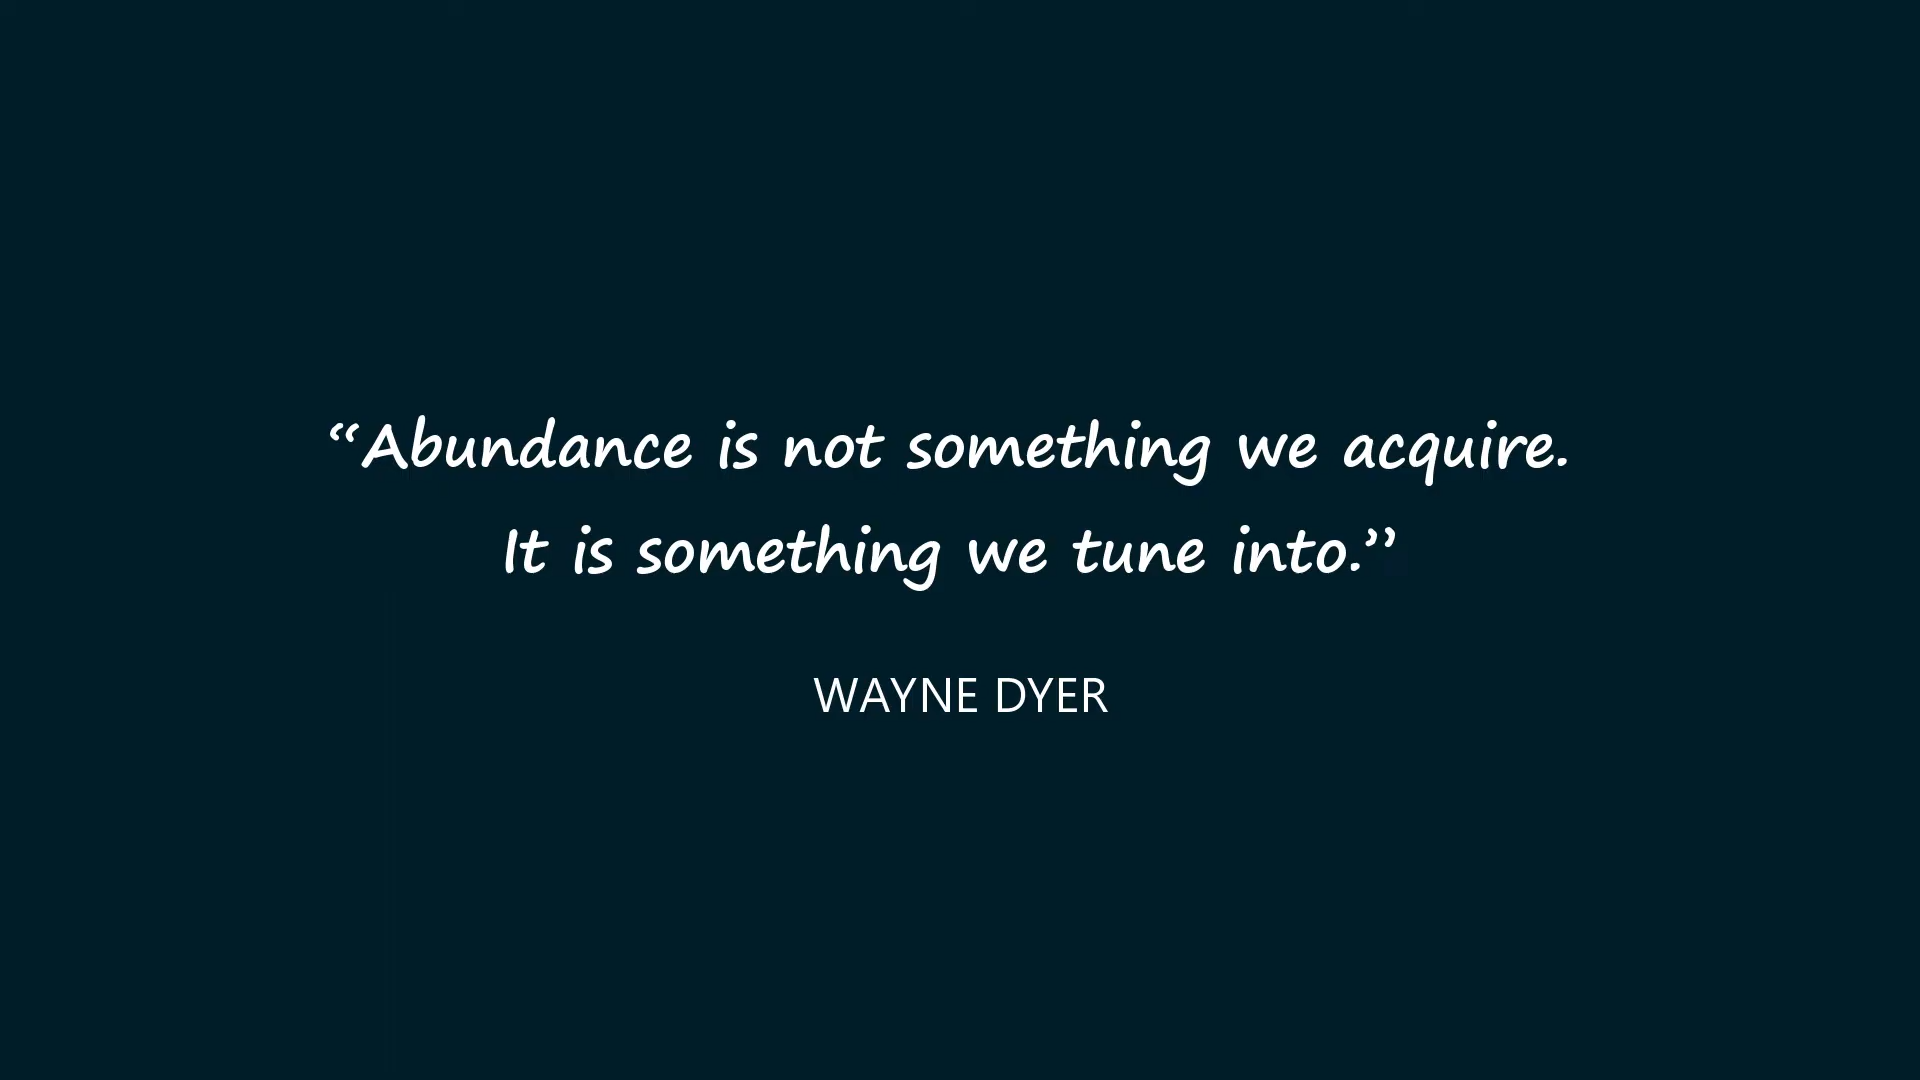 “Abundance is not something we acquire.
It is something we tune into.”
WAYNE DYER